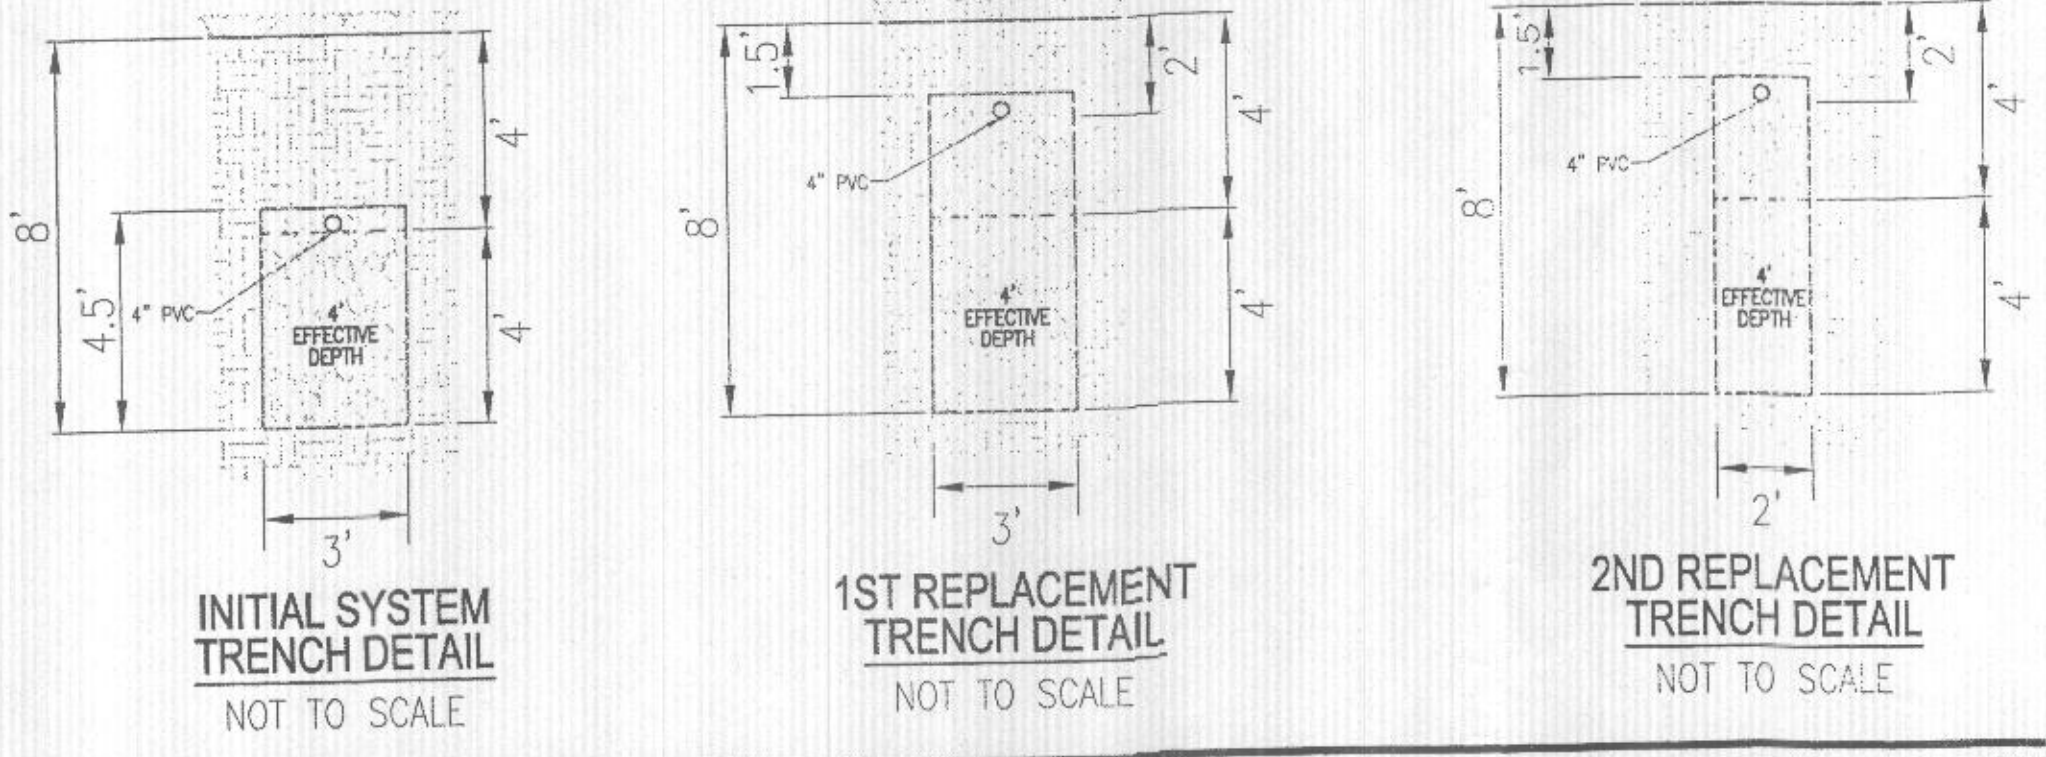 8'
4'
4.5'
4" PVC
4'
EFFECTIVE
DEPTH
4'
3'
INITIAL SYSTEM
TRENCH DETAIL
NOT TO SCALE
1.5'
2'
4'
4" PVC
8'
4'
EFFECTIVE
DEPTH
4'
3'
1ST REPLACEMENT
TRENCH DETAIL
NOT TO SCALE
1.5'
2'
4'
4" PVC
8'
4'
EFFECTIVE
DEPTH
4'
2'
2ND REPLACEMENT
TRENCH DETAIL
NOT TO SCALE